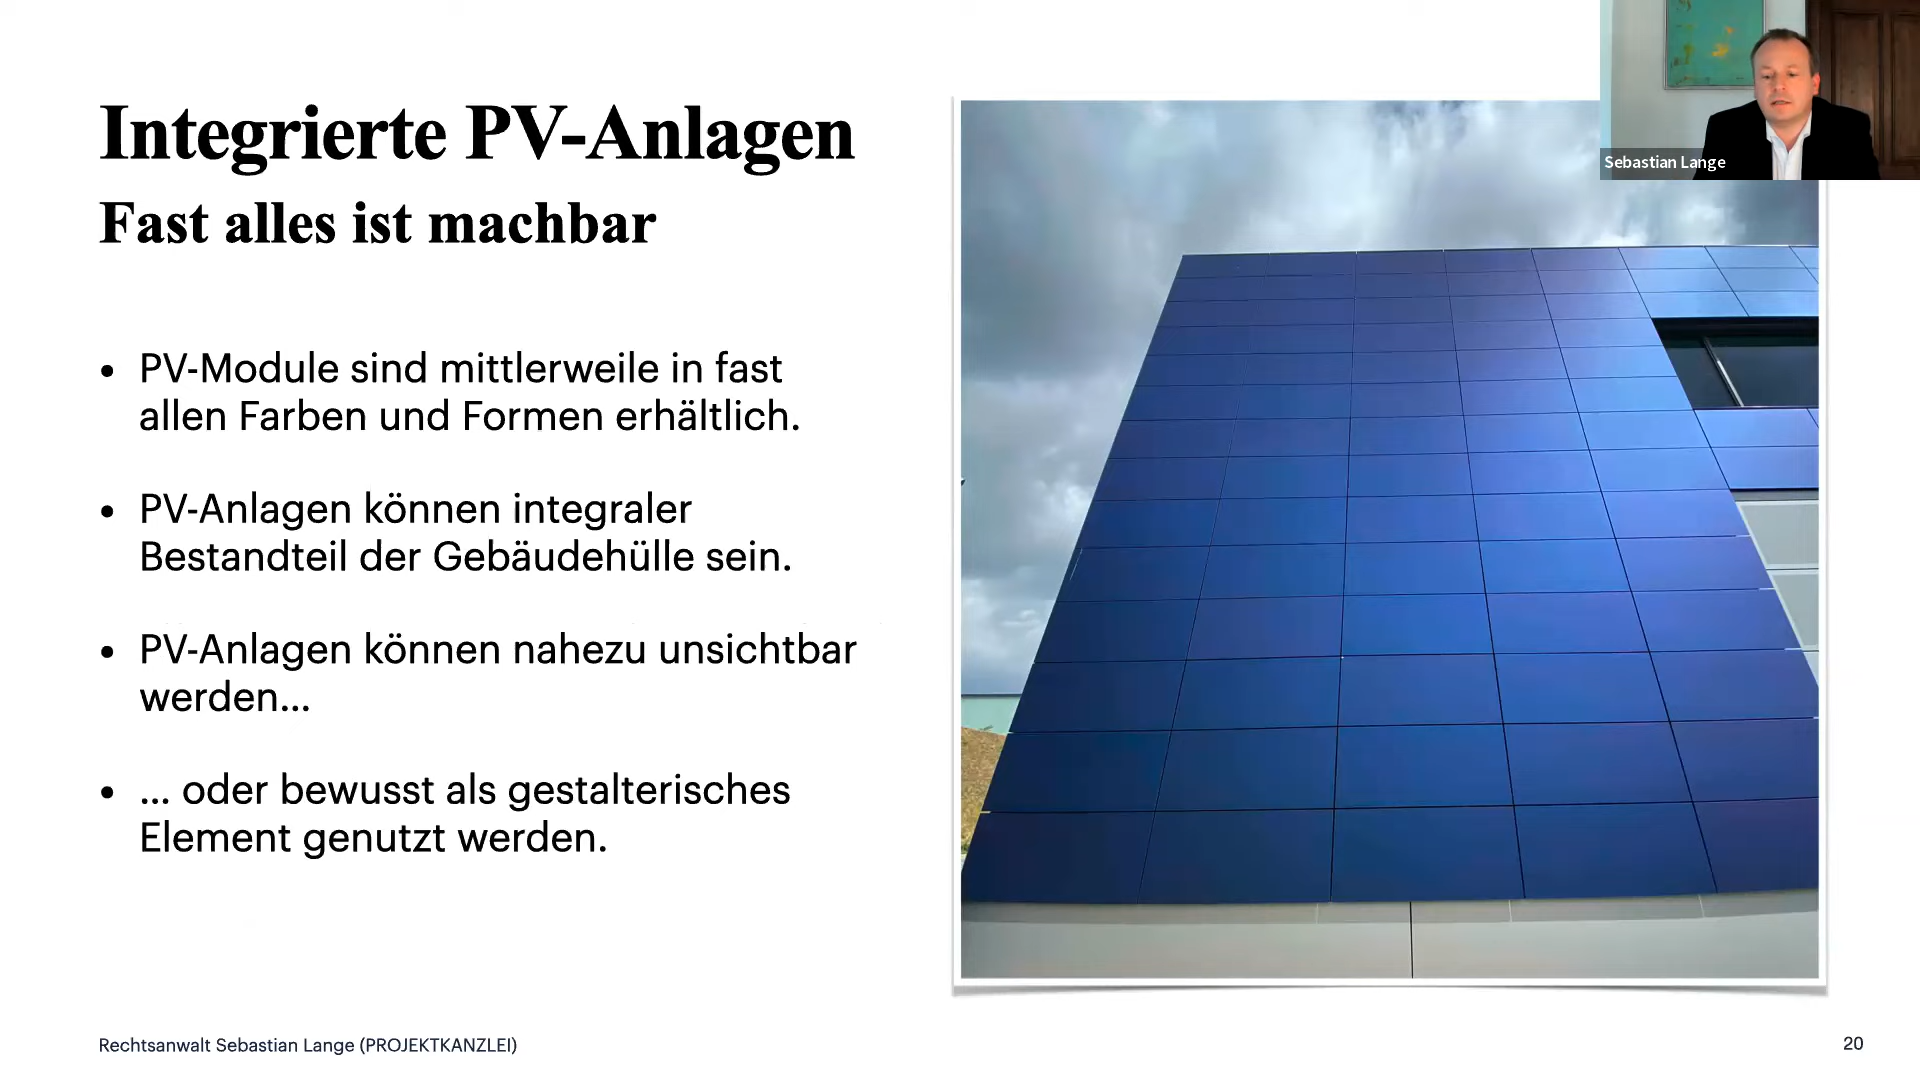 Integrierte PV-Anlagen
Fast alles ist machbar
Sebastian Lange
• PV-Module sind mittlerweile in fast
allen Farben und Formen erhältlich.
• PV-Anlagen können integraler
Bestandteil der Gebäudehülle sein.
• PV-Anlagen können nahezu unsichtbar
werden...
• ... oder bewusst als gestalterisches
Element genutzt werden.
Rechtsanwalt Sebastian Lange (PROJEKTKANZLEI)
20